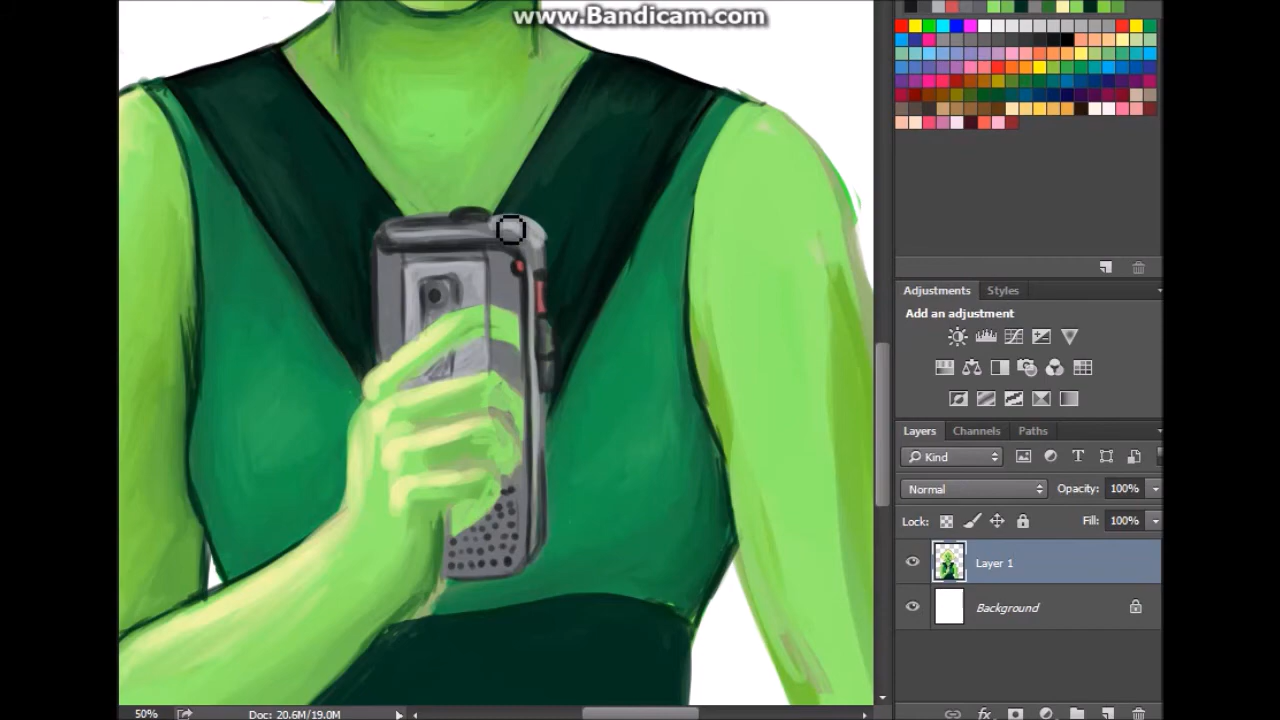 www.Bandicam.com
Adjustments Styles
Add an adjustment
Layers Channels Paths
Kind
Normal Opacity: 100%
Lock: Fill: 100%
Layer 1
Background
50% Doc: 20.6M/19.0M
fx